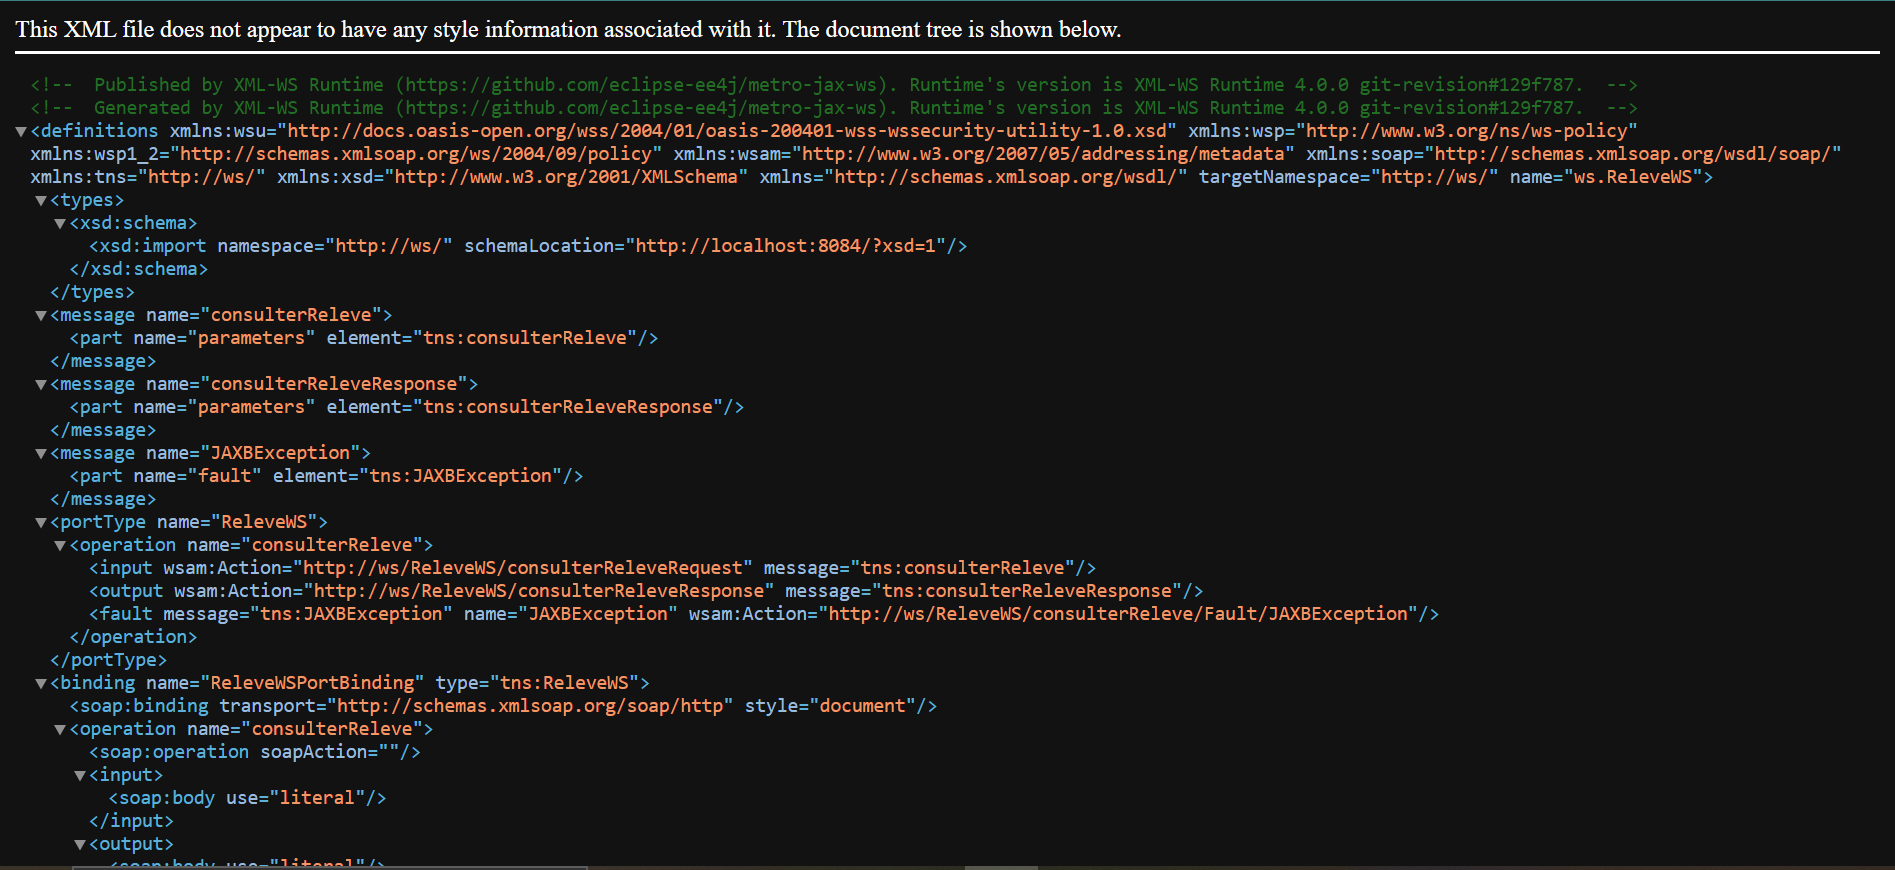 This XML file does not appear to have any style information associated with it. The document tree is shown below.
<!--  Published by XML-WS Runtime (https://github.com/eclipse-ee4j/metro-jax-ws). Runtime's version is XML-WS Runtime 4.0.0 git-revision#129f787.  -->
<!--  Generated by XML-WS Runtime (https://github.com/eclipse-ee4j/metro-jax-ws). Runtime's version is XML-WS Runtime 4.0.0 git-revision#129f787.  -->
▼<definitions xmlns:wsu="http://docs.oasis-open.org/wss/2004/01/oasis-200401-wss-wssecurity-utility-1.0.xsd" xmlns:wsp="http://www.w3.org/ns/ws-policy"
xmlns:wsp1_2="http://schemas.xmlsoap.org/ws/2004/09/policy" xmlns:wsam="http://www.w3.org/2007/05/addressing/metadata" xmlns:soap="http://schemas.xmlsoap.org/wsdl/soap/"
xmlns:tns="http://ws/" xmlns:xsd="http://www.w3.org/2001/XMLSchema" xmlns="http://schemas.xmlsoap.org/wsdl/" targetNamespace="http://ws/" name="ws.ReleveWS">
▼<types>
▼<xsd:schema>
<xsd:import namespace="http://ws/" schemaLocation="http://localhost:8084/?xsd=1"/>
</xsd:schema>
</types>
▼<message name="consulterReleve">
<part name="parameters" element="tns:consulterReleve"/>
</message>
▼<message name="consulterReleveResponse">
<part name="parameters" element="tns:consulterReleveResponse"/>
</message>
▼<message name="JAXBException">
<part name="fault" element="tns:JAXBException"/>
</message>
▼<portType name="ReleveWS">
▼<operation name="consulterReleve">
<input wsam:Action="http://ws/ReleveWS/consulterReleveRequest" message="tns:consulterReleve"/>
<output wsam:Action="http://ws/ReleveWS/consulterReleveResponse" message="tns:consulterReleveResponse"/>
<fault message="tns:JAXBException" name="JAXBException" wsam:Action="http://ws/ReleveWS/consulterReleve/Fault/JAXBException"/>
</operation>
</portType>
▼<binding name="ReleveWSPortBinding" type="tns:ReleveWS">
<soap:binding transport="http://schemas.xmlsoap.org/soap/http" style="document"/>
▼<operation name="consulterReleve">
<soap:operation soapAction=""/>
▼<input>
<soap:body use="literal"/>
</input>
▼<output>
<soap:body use="literal"/>